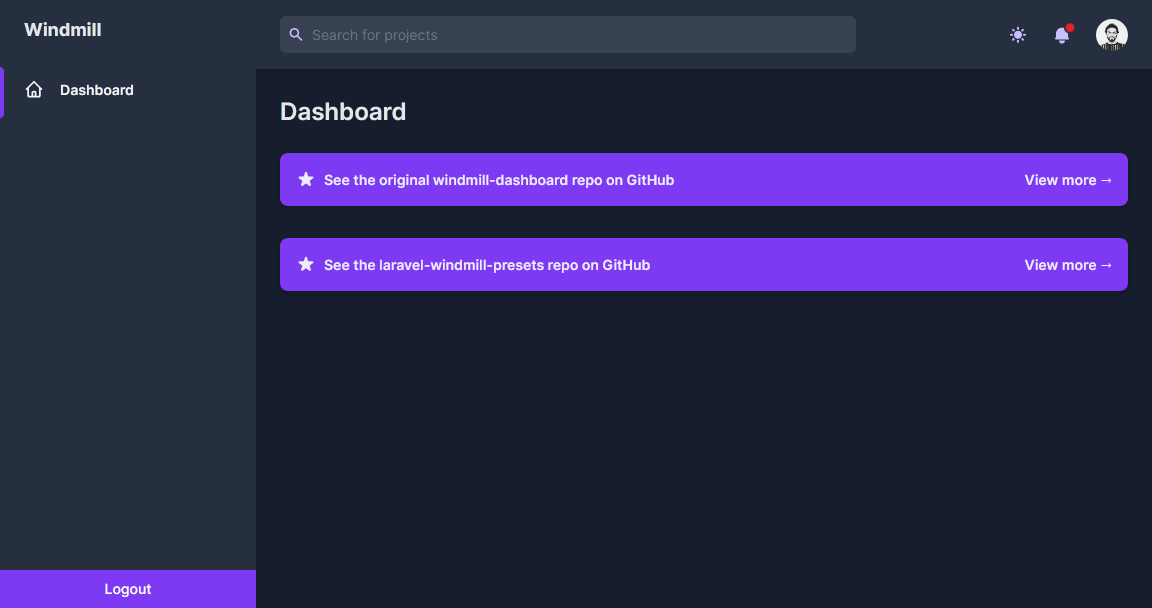 Windmill
Search for projects
Dashboard
Dashboard
See the original windmill-dashboard repo on GitHub
View more →
See the laravel-windmill-presets repo on GitHub
View more →
Logout